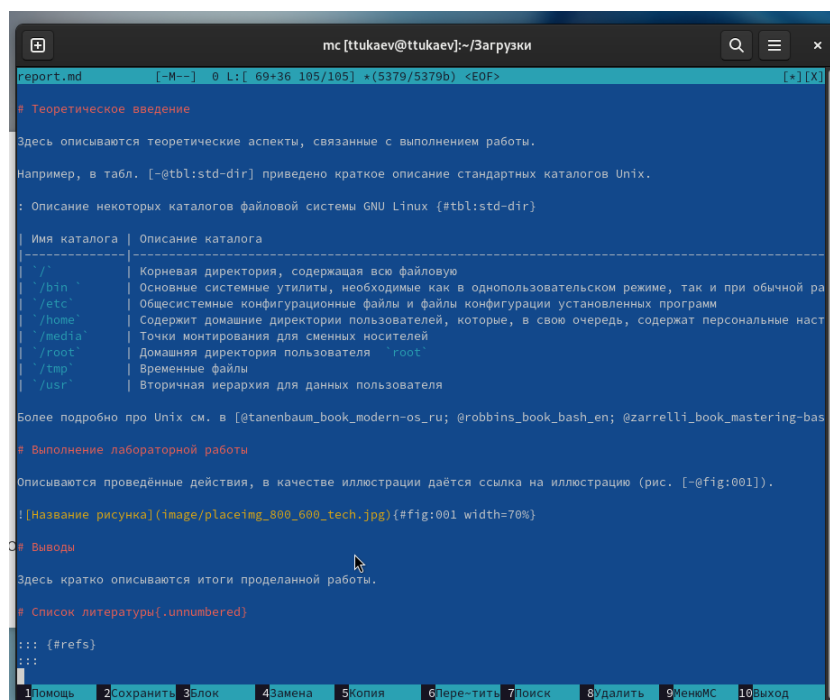 mc [ttukaev@ttukaev]:~/Загрузки
report.md [-M--] 0 L:[ 69+36 105/105] *(5379/5379b) <EOF> [*][X]
# Теоретическое введение
Здесь описываются теоретические аспекты, связанные с выполнением работы.
Например, в табл. [-@tbl:std-dir] приведено краткое описание стандартных каталогов Unix.
: Описание некоторых каталогов файловой системы GNU Linux {#tbl:std-dir}
| Имя каталога | Описание каталога
|--------------|----------------------------------------------------------------------------------------
| `/` | Корневая директория, содержащая всю файловую
| `/bin ` | Основные системные утилиты, необходимые как в однопользовательском режиме, так и при обычной ра
| `/etc` | Общесистемные конфигурационные файлы и файлы конфигурации установленных программ
| `/home` | Содержит домашние директории пользователей, которые, в свою очередь, содержат персональные наст
| `/media` | Точки монтирования для сменных носителей
| `/root` | Домашняя директория пользователя `root`
| `/tmp` | Временные файлы
| `/usr` | Вторичная иерархия для данных пользователя
Более подробно про Unix см. в [@tanenbaum_book_modern-os_ru; @robbins_book_bash_en; @zarrelli_book_mastering-bas
# Выполнение лабораторной работы
Описываются проведённые действия, в качестве иллюстрации даётся ссылка на иллюстрацию (рис. [-@fig:001]).
![Название рисунка](image/placeimg_800_600_tech.jpg){#fig:001 width=70%}
# Выводы
Здесь кратко описываются итоги проделанной работы.
# Список литературы{.unnumbered}
::: {#refs}
:::
1Помощь 2Сохранить 3Блок 4Замена 5Копия 6Пере~тить 7Поиск 8Удалить 9МенюМС 10Выход